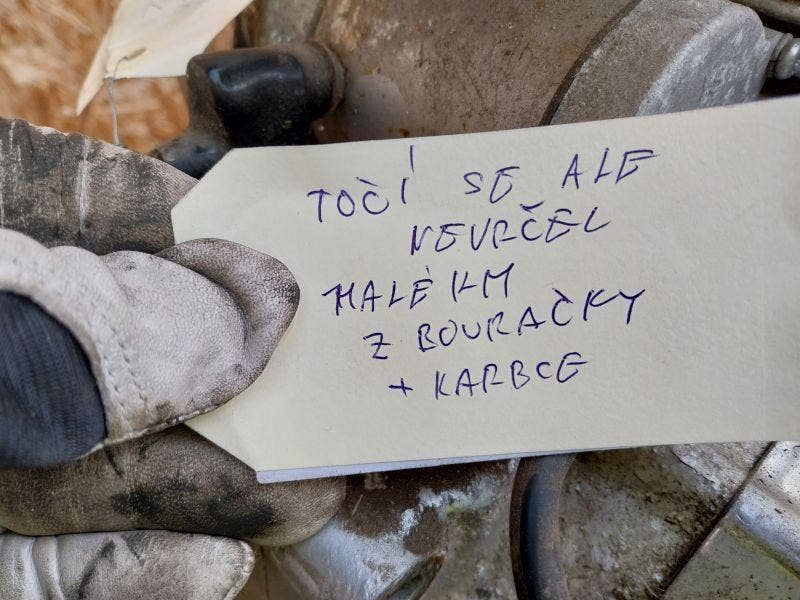 TOČÍ SE ALE
NEVRČEL
MALÉ KM
Z BOURAČKY
+ KARBCE